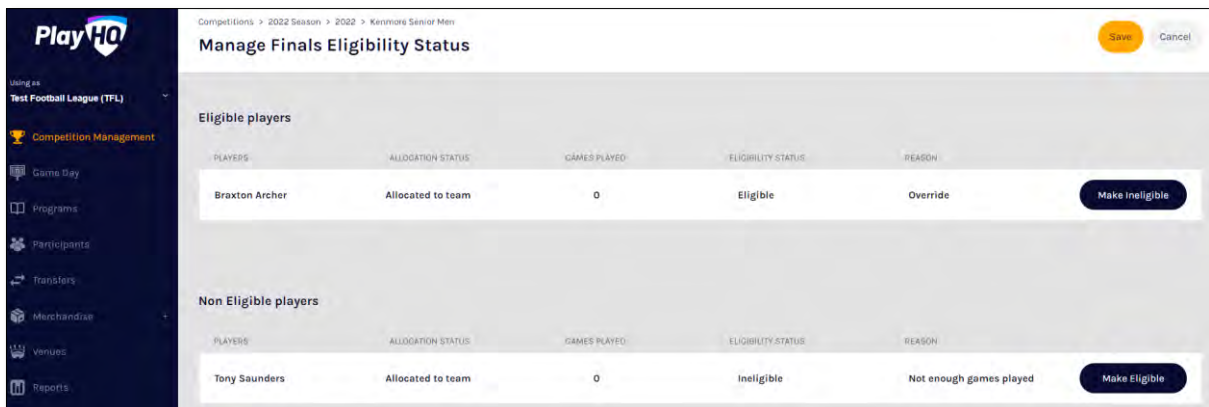 PlayHQ
Using as
Test Football League (TFL)
Competition Management
Game Day
Programs
Participants
Transfers
Merchandise
Venues
Reports
Competitions > 2022 Season > 2022 > Kenmore Senior Men
Manage Finals Eligibility Status
Save Cancel
Eligible players
PLAYERS ALLOCATION STATUS GAMES PLAYED ELIGIBILITY STATUS REASON
Braxton Archer Allocated to team 0 Eligible Override Make Ineligible
Non Eligible players
PLAYERS ALLOCATION STATUS GAMES PLAYED ELIGIBILITY STATUS REASON
Tony Saunders Allocated to team 0 Ineligible Not enough games played Make Eligible